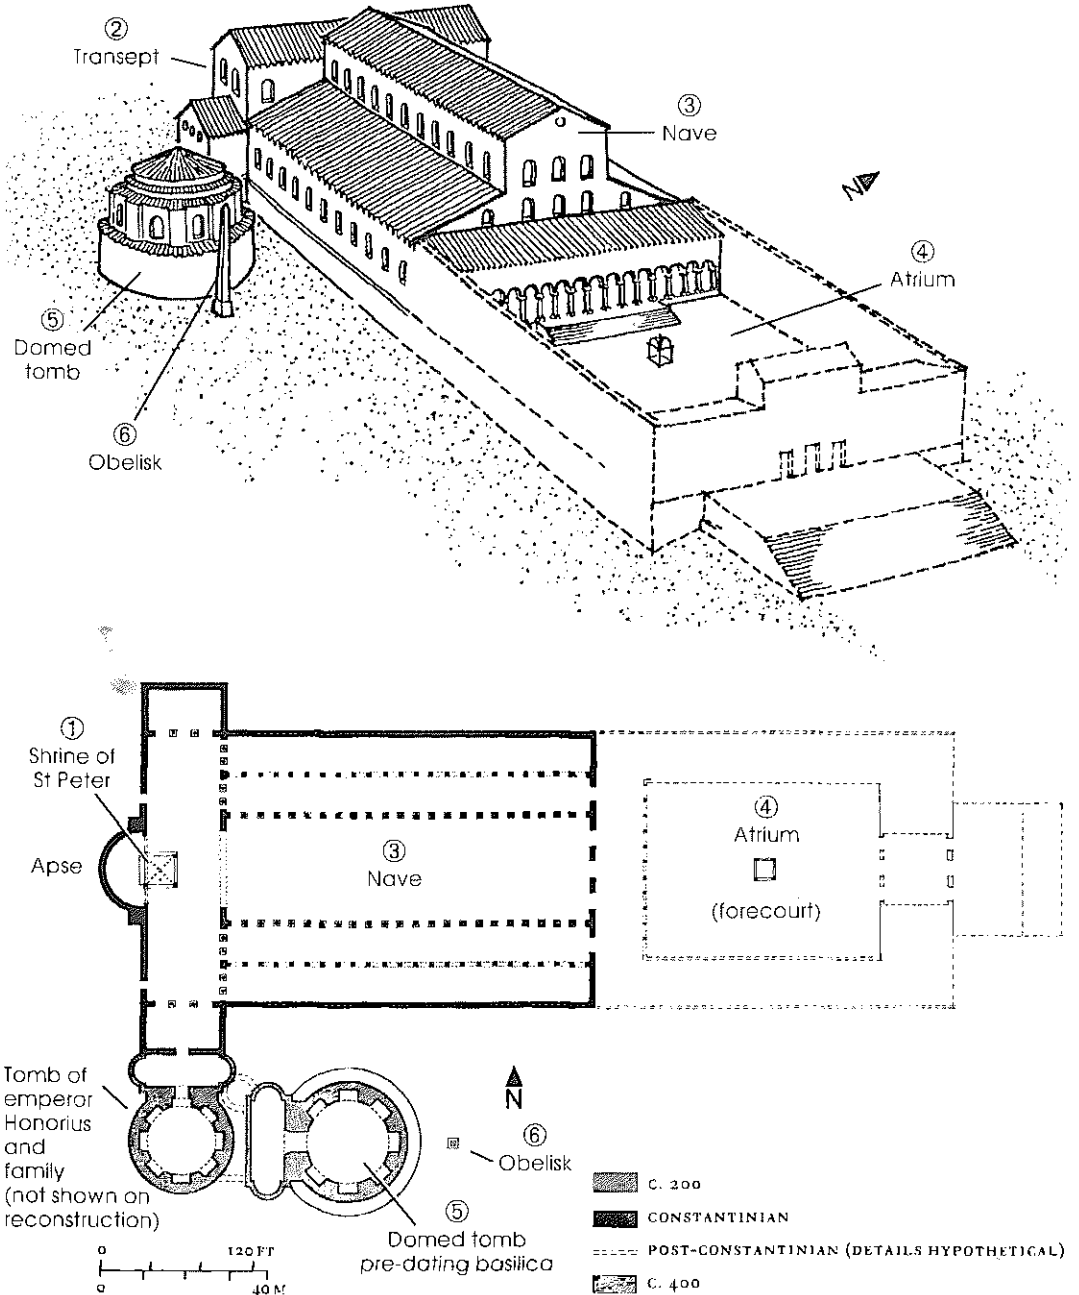 ②
Transept
③
Nave
N
④
Atrium
⑤
Domed
tomb
⑥
Obelisk
①
Shrine of
St Peter
Apse
③
Nave
④
Atrium
(forecourt)
Tomb of
emperor
Honorius
and
family
(not shown on
reconstruction)
N
⑥
Obelisk
⑤
Domed tomb
pre-dating basilica
0 120 FT
0 40 M
C. 200
CONSTANTINIAN
POST-CONSTANTINIAN (DETAILS HYPOTHETICAL)
C. 400